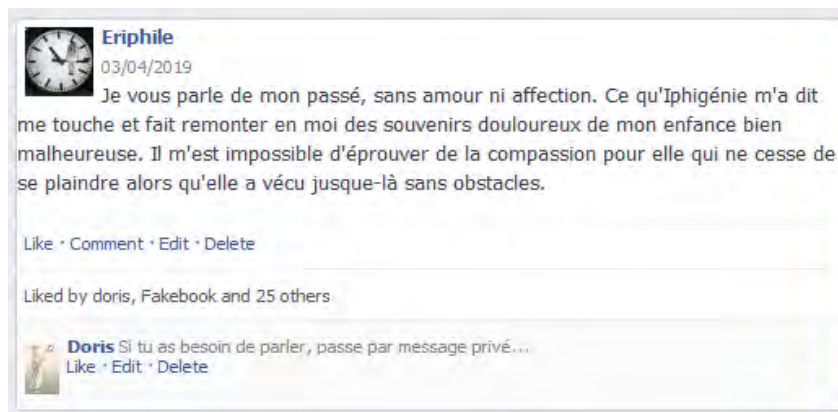 Eriphile
03/04/2019
Je vous parle de mon passé, sans amour ni affection. Ce qu'Iphigénie m'a dit
me touche et fait remonter en moi des souvenirs douloureux de mon enfance bien
malheureuse. Il m'est impossible d'éprouver de la compassion pour elle qui ne cesse de
se plaindre alors qu'elle a vécu jusque-là sans obstacles.
Like · Comment · Edit · Delete
Liked by doris, Fakebook and 25 others
Doris Si tu as besoin de parler, passe par message privé...
Like · Edit · Delete